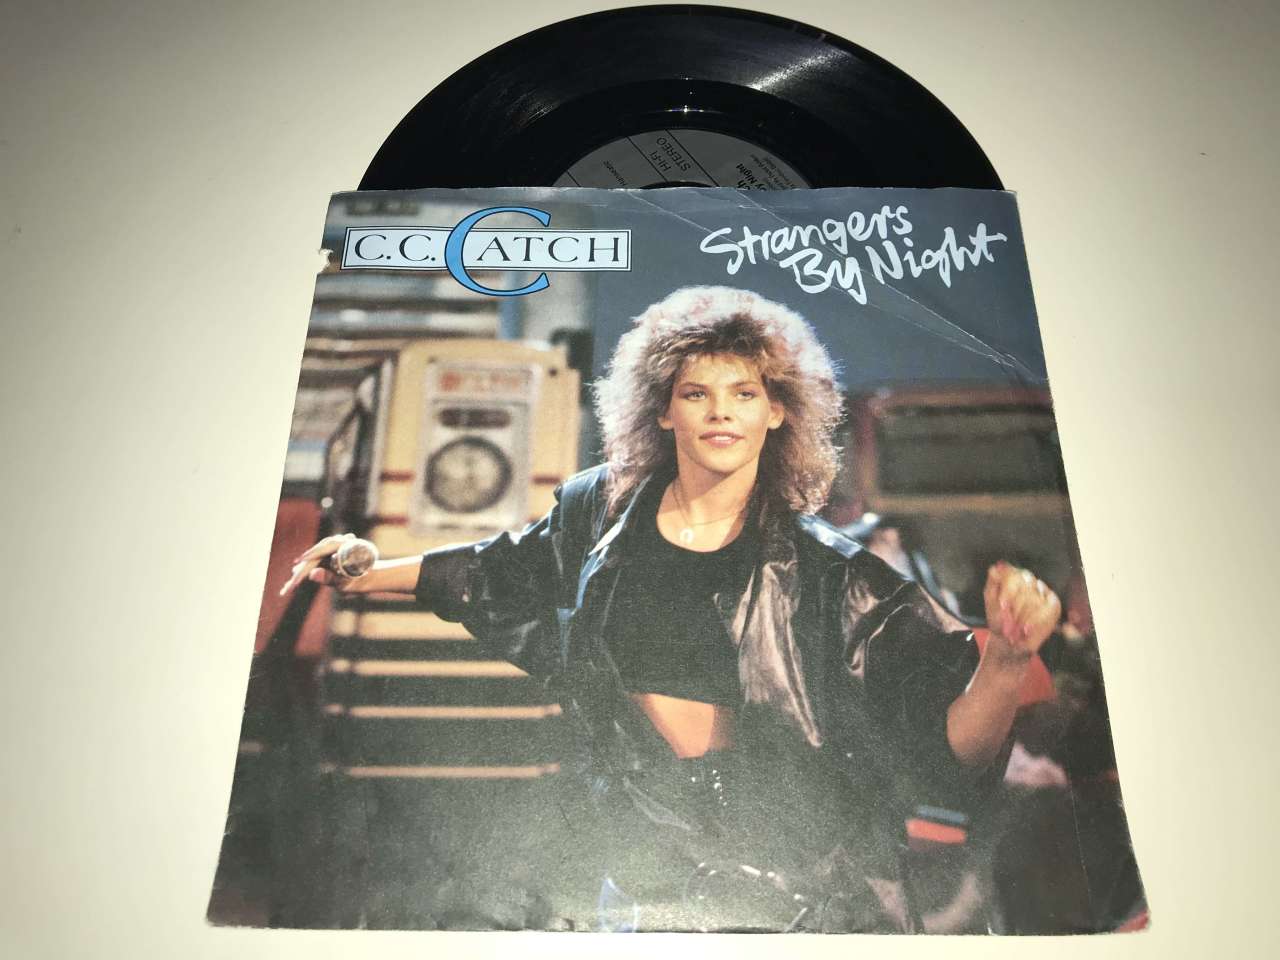 HI-FI
STEREO
C.C. CATCH
Strangers
By Night